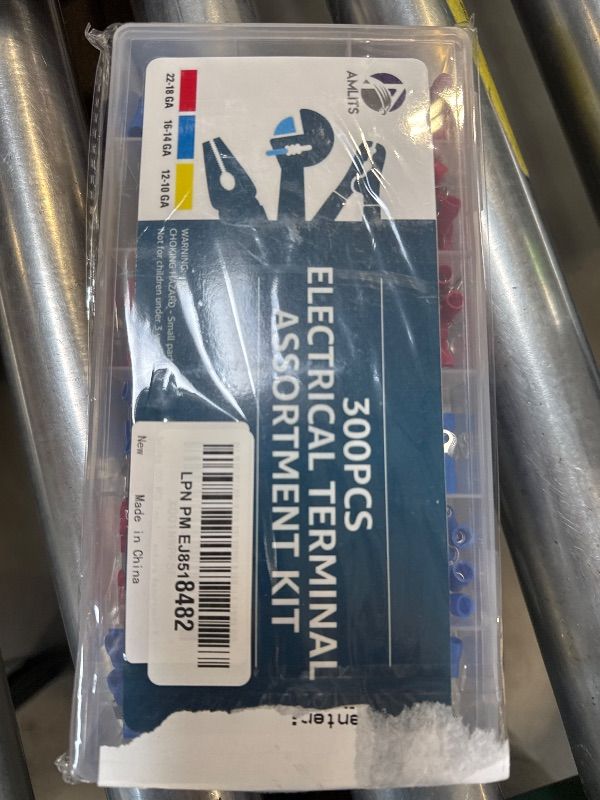 AMLITS
22-18 GA
16-14 GA
12-10 GA
300PCS
ELECTRICAL TERMINAL
ASSORTMENT KIT
WARNING:
CHOKING HAZARD - Small
Not for children under 3
New
Made in China
LPN PM EJ8518482